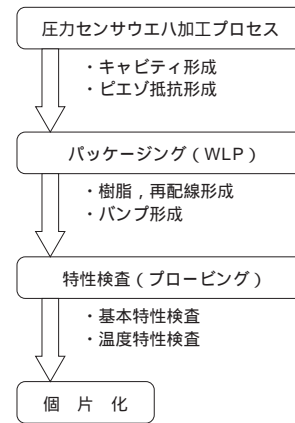 圧力センサウエハ加工プロセス
・キャビティ形成
・ピエゾ抵抗形成
パッケージング(WLP)
・樹脂,再配線形成
・バンプ形成
特性検査(プロービング)
・基本特性検査
・温度特性検査
個 片 化